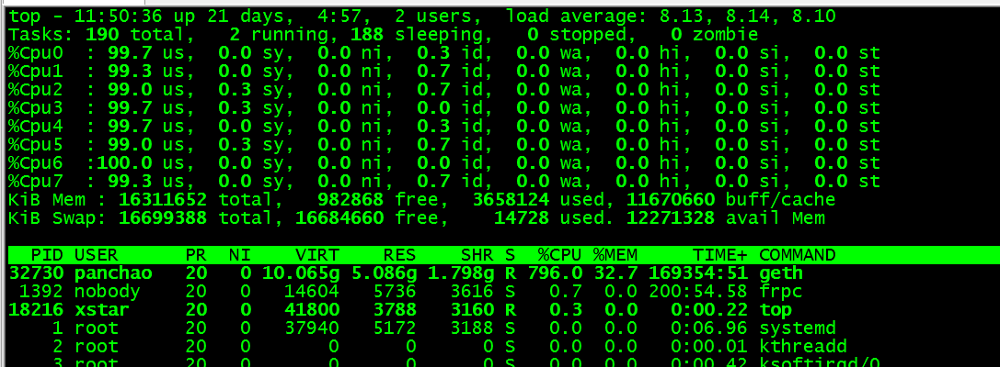 top - 11:50:36 up 21 days,  4:57,  2 users,  load average: 8.13, 8.14, 8.10
Tasks: 190 total,   2 running, 188 sleeping,   0 stopped,   0 zombie
%Cpu0  : 99.7 us,  0.0 sy,  0.0 ni,  0.3 id,  0.0 wa,  0.0 hi,  0.0 si,  0.0 st
%Cpu1  : 99.3 us,  0.0 sy,  0.0 ni,  0.7 id,  0.0 wa,  0.0 hi,  0.0 si,  0.0 st
%Cpu2  : 99.0 us,  0.3 sy,  0.0 ni,  0.7 id,  0.0 wa,  0.0 hi,  0.0 si,  0.0 st
%Cpu3  : 99.7 us,  0.3 sy,  0.0 ni,  0.0 id,  0.0 wa,  0.0 hi,  0.0 si,  0.0 st
%Cpu4  : 99.7 us,  0.0 sy,  0.0 ni,  0.3 id,  0.0 wa,  0.0 hi,  0.0 si,  0.0 st
%Cpu5  : 99.0 us,  0.3 sy,  0.0 ni,  0.7 id,  0.0 wa,  0.0 hi,  0.0 si,  0.0 st
%Cpu6  :100.0 us,  0.0 sy,  0.0 ni,  0.0 id,  0.0 wa,  0.0 hi,  0.0 si,  0.0 st
%Cpu7  : 99.3 us,  0.0 sy,  0.0 ni,  0.7 id,  0.0 wa,  0.0 hi,  0.0 si,  0.0 st
KiB Mem : 16311652 total,   982868 free,  3658124 used, 11670660 buff/cache
KiB Swap: 16699388 total, 16684660 free,    14728 used. 12271328 avail Mem
PID USER PR NI VIRT RES SHR S %CPU %MEM TIME+ COMMAND
32730 panchao 20 0 10.065g 5.086g 1.798g R 796.0 32.7 169354:51 geth
1392 nobody 20 0 14604 5736 3616 S 0.7 0.0 200:54.58 frpc
18216 xstar 20 0 41800 3788 3160 R 0.3 0.0 0:00.22 top
1 root 20 0 37940 5172 3188 S 0.0 0.0 0:06.96 systemd
2 root 20 0 0 0 0 S 0.0 0.0 0:00.01 kthreadd
3 root 20 0 0 0 0 S 0.0 0.0 0:00.42 ksoftirqd/0